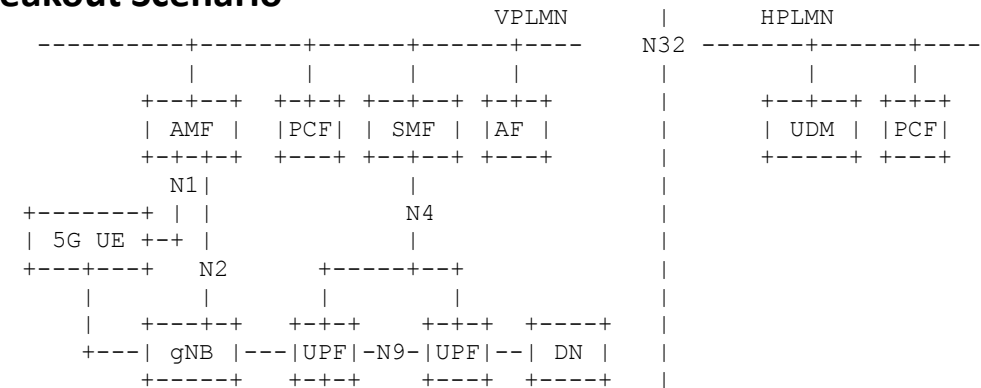 eakout Scenario
                                              VPLMN         |         HPLMN
 ----------+-------+------+------+----     N32 -------+------+----
           |       |      |      |          |         |      |
        +--+--+  +-+-+ +--+--+ +-+-+        |      +--+--+ +-+-+
        | AMF |  |PCF| | SMF | |AF |        |      | UDM | |PCF|
        +-+-+-+  +---+ +--+--+ +---+        |      +-----+ +---+
         N1|              |                 |
+-------+ | |             N4                |
| 5G UE +-+ |             |                 |
+---+---+   N2      +-----+--+              |
    |       |       |        |              |
    |   +---+-+   +-+-+    +-+-+  +----+    |
    +---| gNB |---|UPF|-N9-|UPF|--| DN |    |
        +-----+   +-+-+    +---+  +----+    |